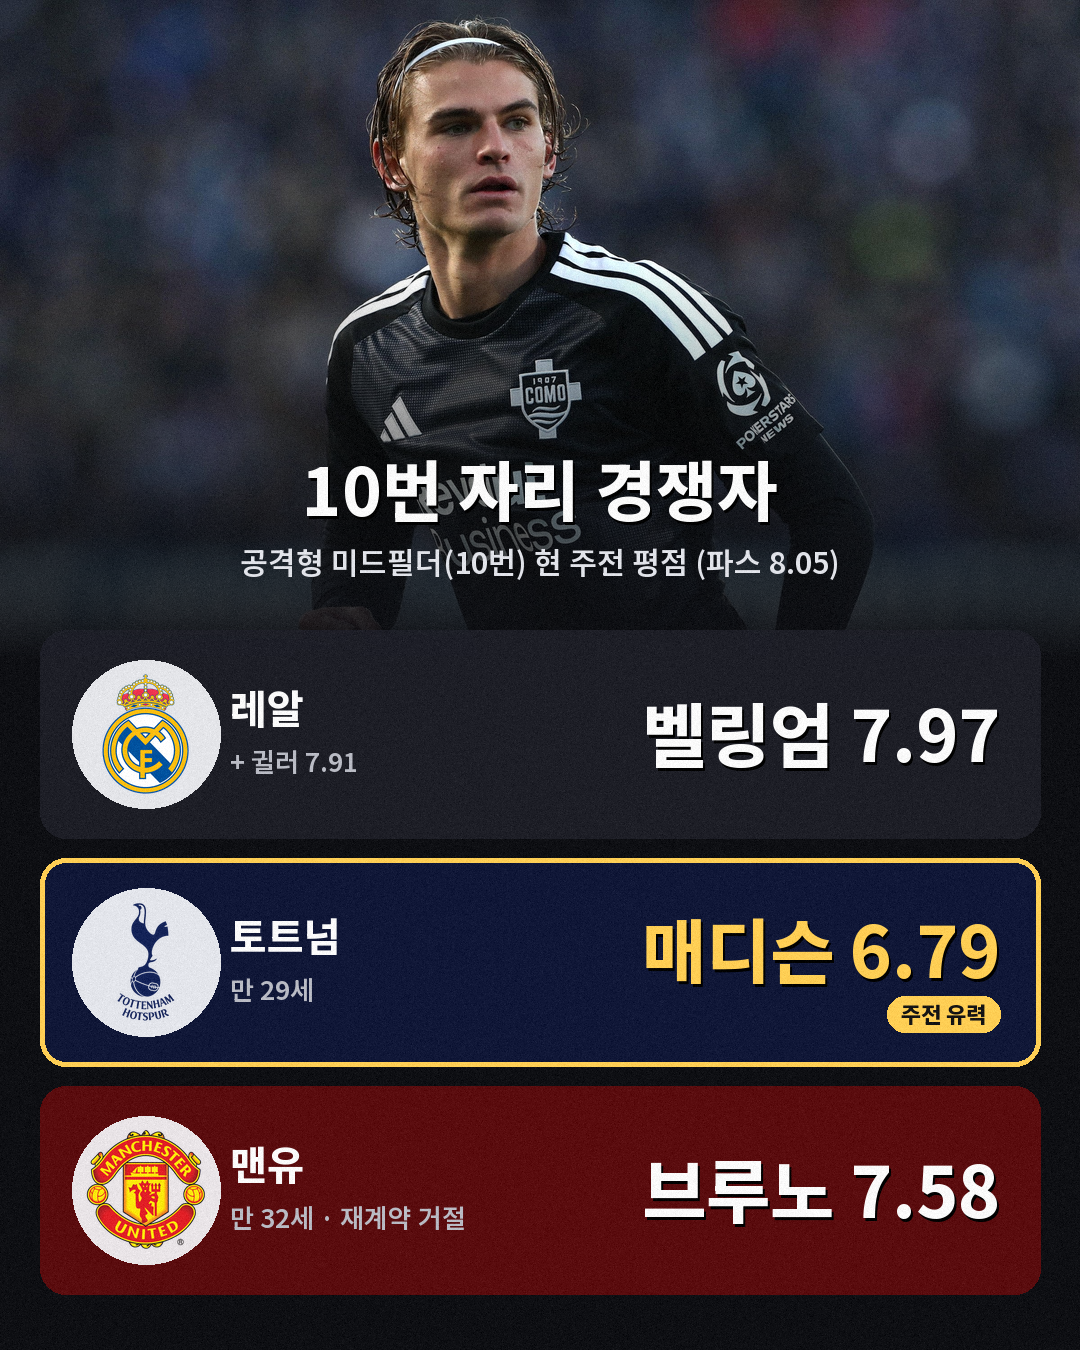 1907
COMO
POKERSTARS
NEWS
10번 자리 경쟁자
Business
공격형 미드필더(10번) 현 주전 평점 (파스 8.05)
레알
+ 귈러 7.91
벨링엄 7.97
TOTTENHAM
HOTSPUR
토트넘
만 29세
매디슨 6.79
주전 유력
MANCHESTER
UNITED
®
맨유
만 32세 · 재계약 거절
브루노 7.58